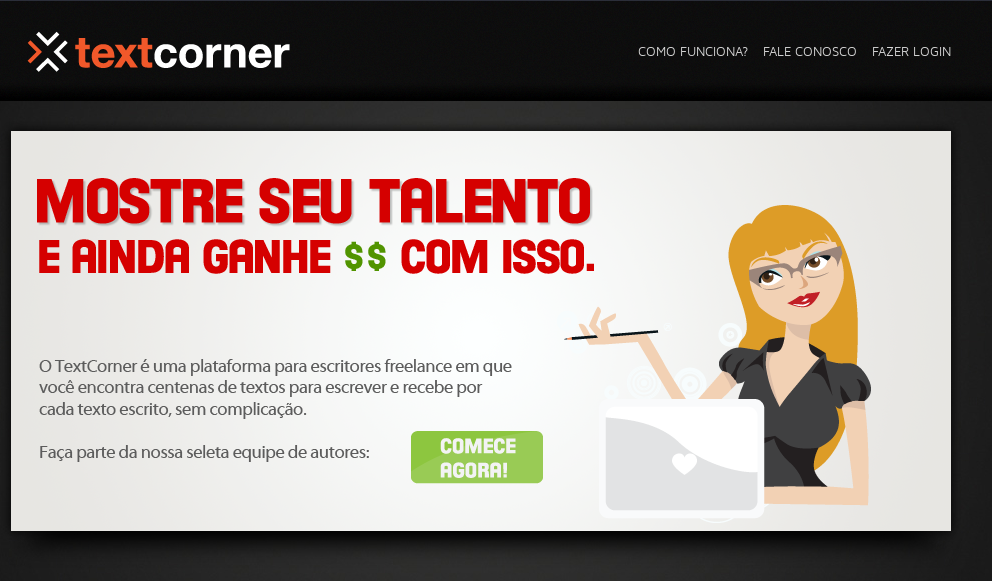 textcorner
COMO FUNCIONA? FALE CONOSCO FAZER LOGIN
MOSTRE SEU TALENTO
E AINDA GANHE $$ COM ISSO.
O TextCorner é uma plataforma para escritores freelance em que
você encontra centenas de textos para escrever e recebe por
cada texto escrito, sem complicação.
Faça parte da nossa seleta equipe de autores:
COMECE
AGORA!